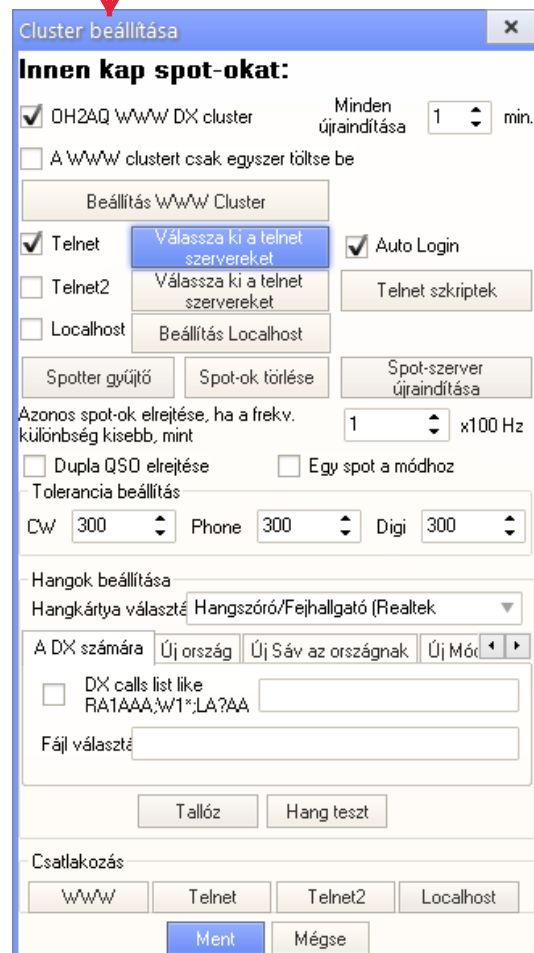 Cluster beállítása
Innen kap spot-okat:
OH2AQ WWW DX cluster
Minden
újraindítása
1
min.
A WWW clustert csak egyszer töltse be
Beállítás WWW Cluster
Telnet
Válassza ki a telnet
szervereket
Auto Login
Telnet2
Válassza ki a telnet
szervereket
Telnet szkriptek
Localhost
Beállítás Localhost
Spotter gyűjtő
Spot-ok törlése
Spot-szerver
újraindítása
Azonos spot-ok elrejtése, ha a frekv.
különbség kisebb, mint
1
x100 Hz
Dupla QSO elrejtése
Egy spot a módhoz
Tolerancia beállítás
CW 300 Phone 300 Digi 300
Hangok beállítása
Hangkártya választá Hangszóró/Fejhallgató (Realtek
A DX számára Új ország Új Sáv az országnak Új Mód
DX calls list like
RA1AAA;W1*;LA?AA
Fájl választá
Tallóz Hang teszt
Csatlakozás
WWW Telnet Telnet2 Localhost
Ment Mégse